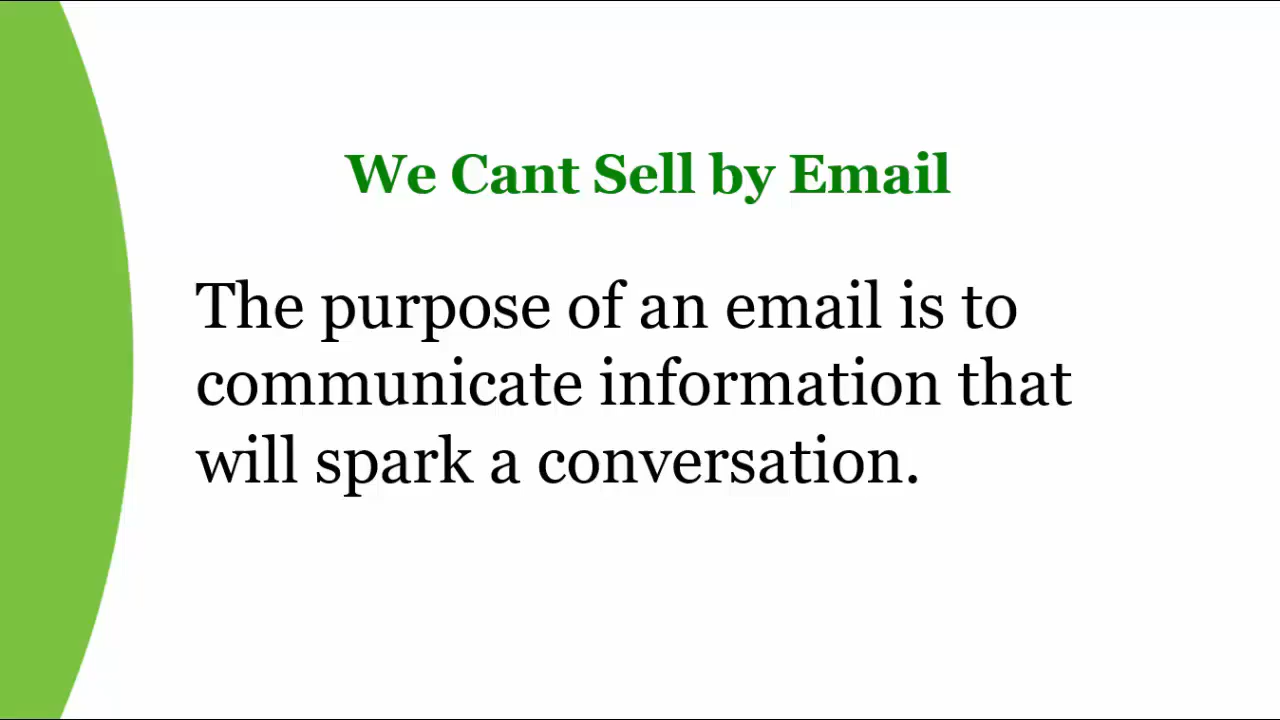 We Cant Sell by Email
The purpose of an email is to
communicate information that
will spark a conversation.